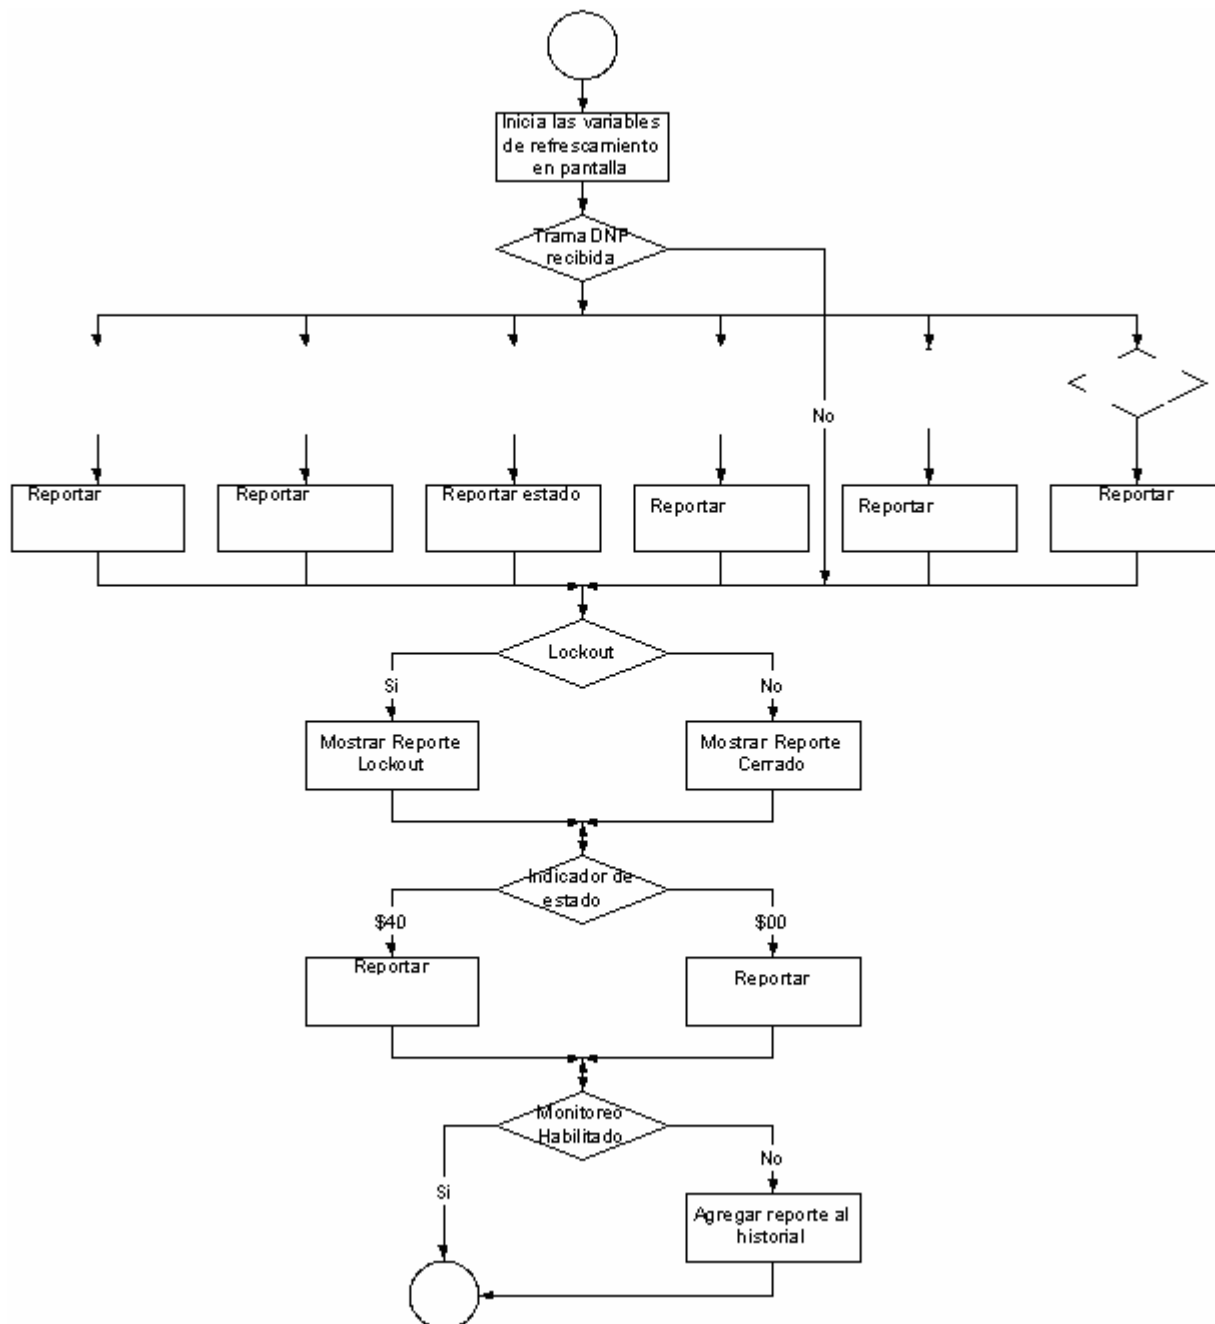 Inicia las variables
de refrescamiento
en pantalla
Trama DNP
recibida
No
Reportar
Reportar
Reportar estado
Reportar
Reportar
Reportar
Lockout
Si
No
Mostrar Reporte
Lockout
Mostrar Reporte
Cerrado
Indicador de
estado
$40
$00
Reportar
Reportar
Monitoreo
Habilitado
No
Si
Agregar reporte al
historial